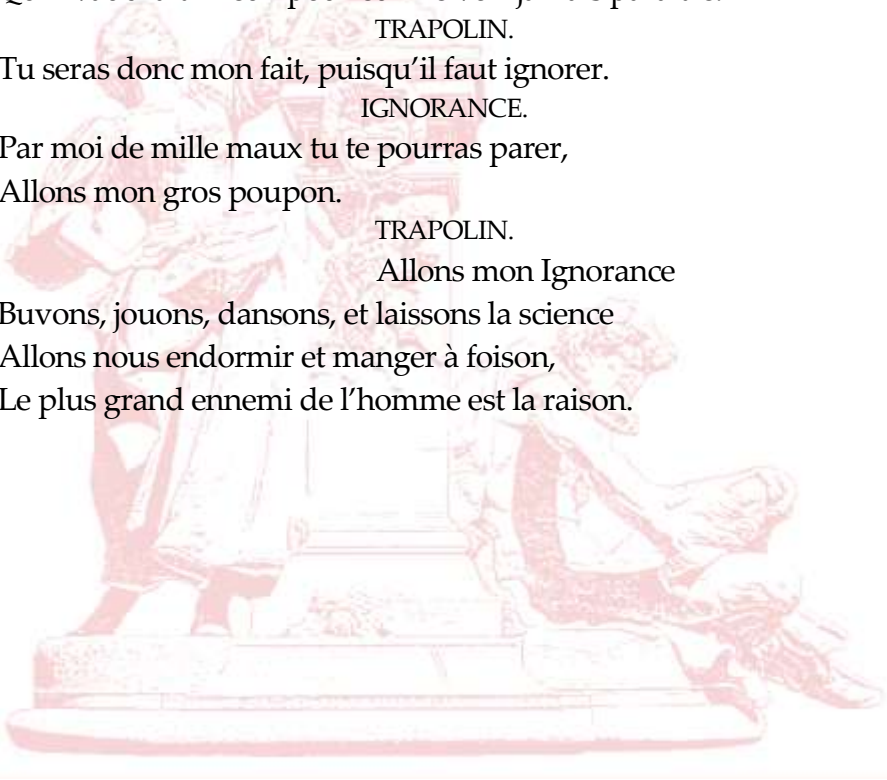 TRAPOLIN.
Tu seras donc mon fait, puisqu’il faut ignorer.
IGNORANCE.
Par moi de mille maux tu te pourras parer,
Allons mon gros poupon.
TRAPOLIN.
Allons mon Ignorance
Buvons, jouons, dansons, et laissons la science
Allons nous endormir et manger à foison,
Le plus grand ennemi de l’homme est la raison.